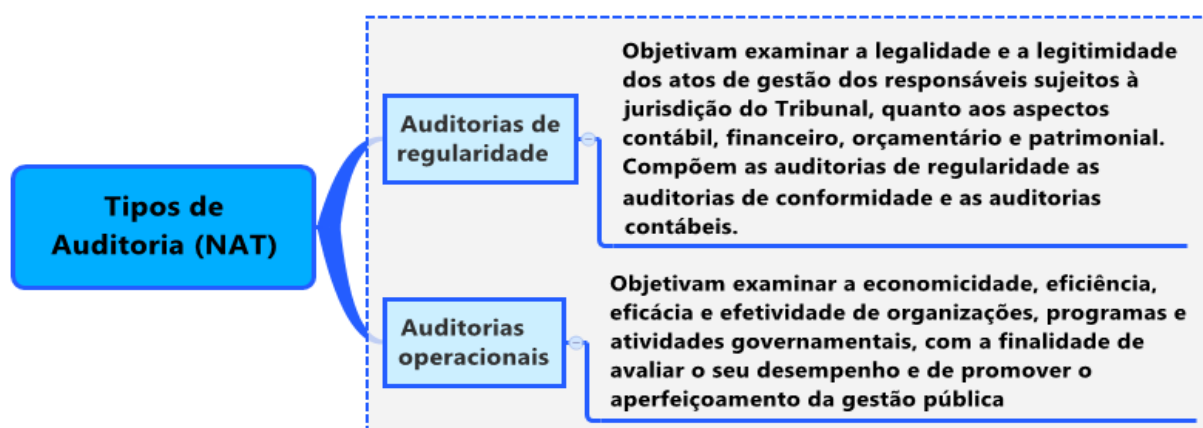 Tipos de
Auditoria (NAT)
Auditorias de
regularidade
Objetivam examinar a legalidade e a legitimidade
dos atos de gestão dos responsáveis sujeitos à
jurisdição do Tribunal, quanto aos aspectos
contábil, financeiro, orçamentário e patrimonial.
Compõem as auditorias de regularidade as
auditorias de conformidade e as auditorias
contábeis.
Auditorias
operacionais
Objetivam examinar a economicidade, eficiência,
eficácia e efetividade de organizações, programas e
atividades governamentais, com a finalidade de
avaliar o seu desempenho e de promover o
aperfeiçoamento da gestão pública